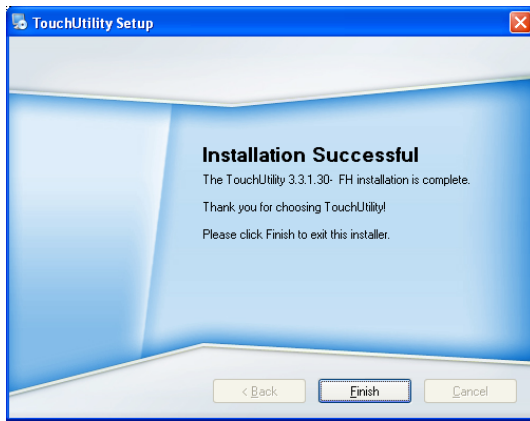 TouchUtility Setup
Installation Successful
The TouchUtility 3.3.1.30- FH installation is complete.
Thank you for choosing TouchUtility!
Please click Finish to exit this installer.
< Back
Finish
Cancel